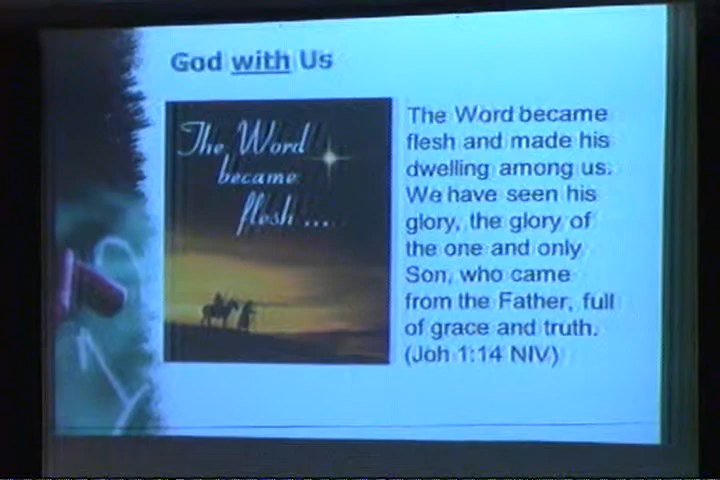 God with Us
The Word
became
flesh ...
The Word became
flesh and made his
dwelling among us.
We have seen his
glory, the glory of
the one and only
Son, who came
from the Father, full
of grace and truth.
(Joh 1:14 NIV)